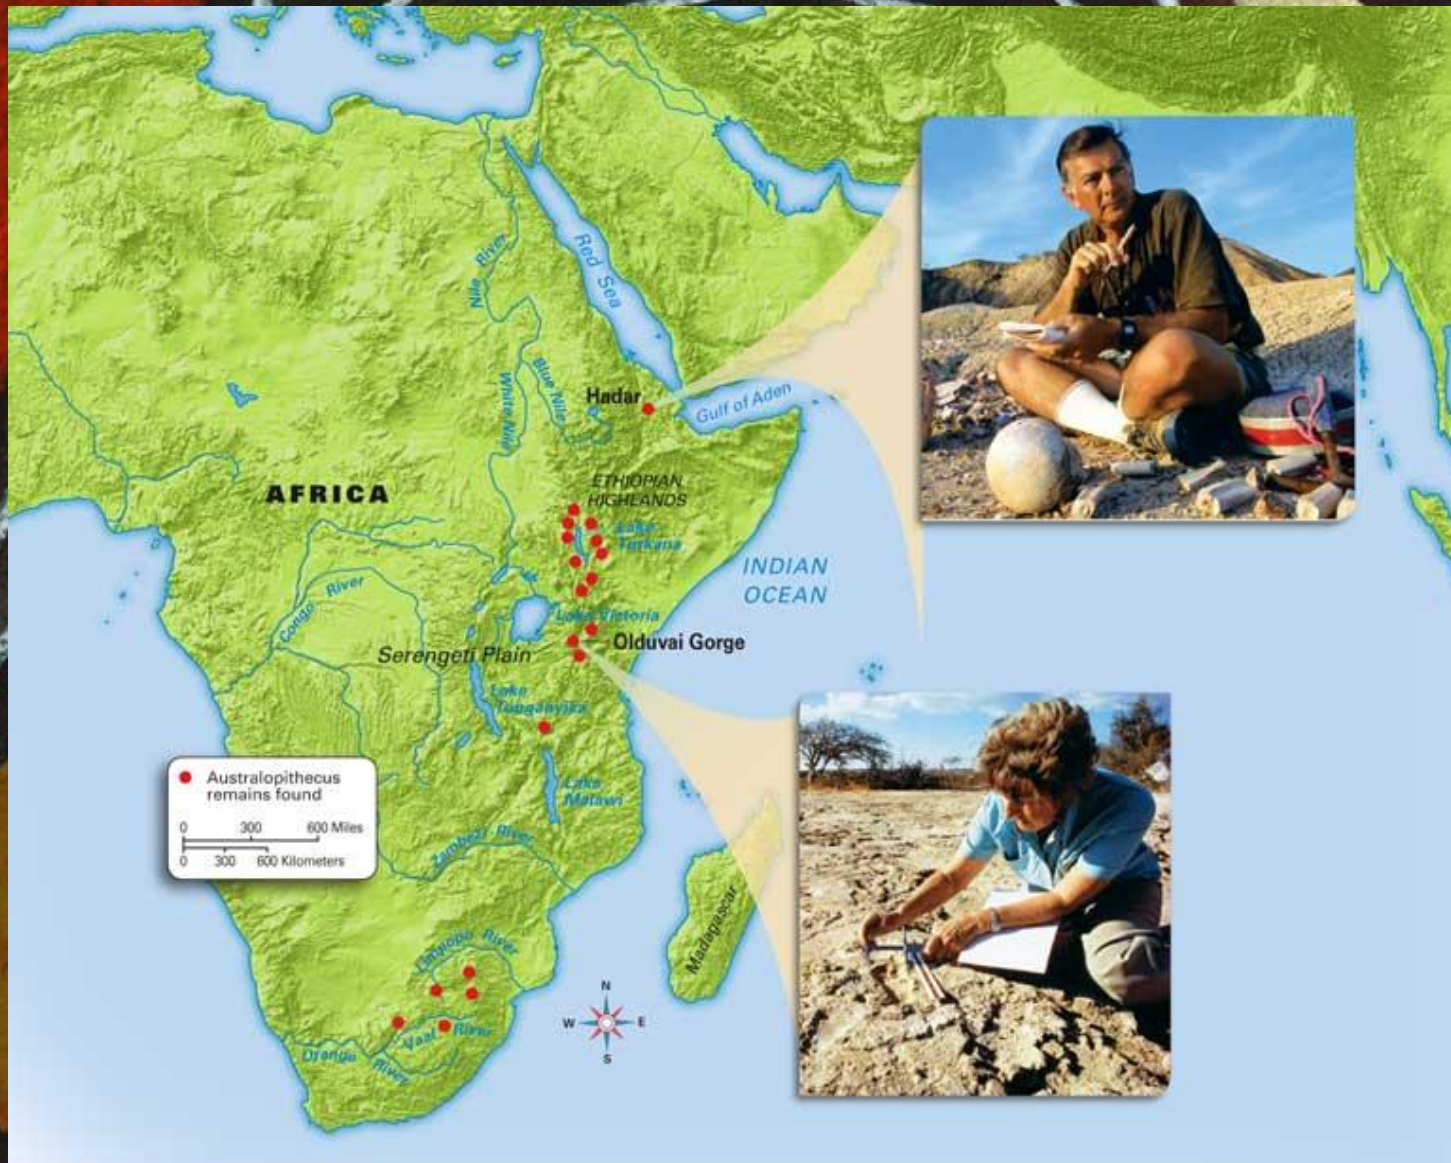 Red Sea
Nile River
White Nile
Blue Nile
Hadar
Gulf of Aden
AFRICA
ETHIOPIAN
HIGHLANDS
Lake
Turkana
INDIAN
OCEAN
Congo River
Lake Victoria
Olduvai Gorge
Serengeti Plain
Lake
Tanganyika
Australopithecus
remains found
0 300 600 Miles
0 300 600 Kilometers
Lake
Malawi
Zambezi River
Madagascar
Limpopo River
N
W E
S
Vaal River
Orange River